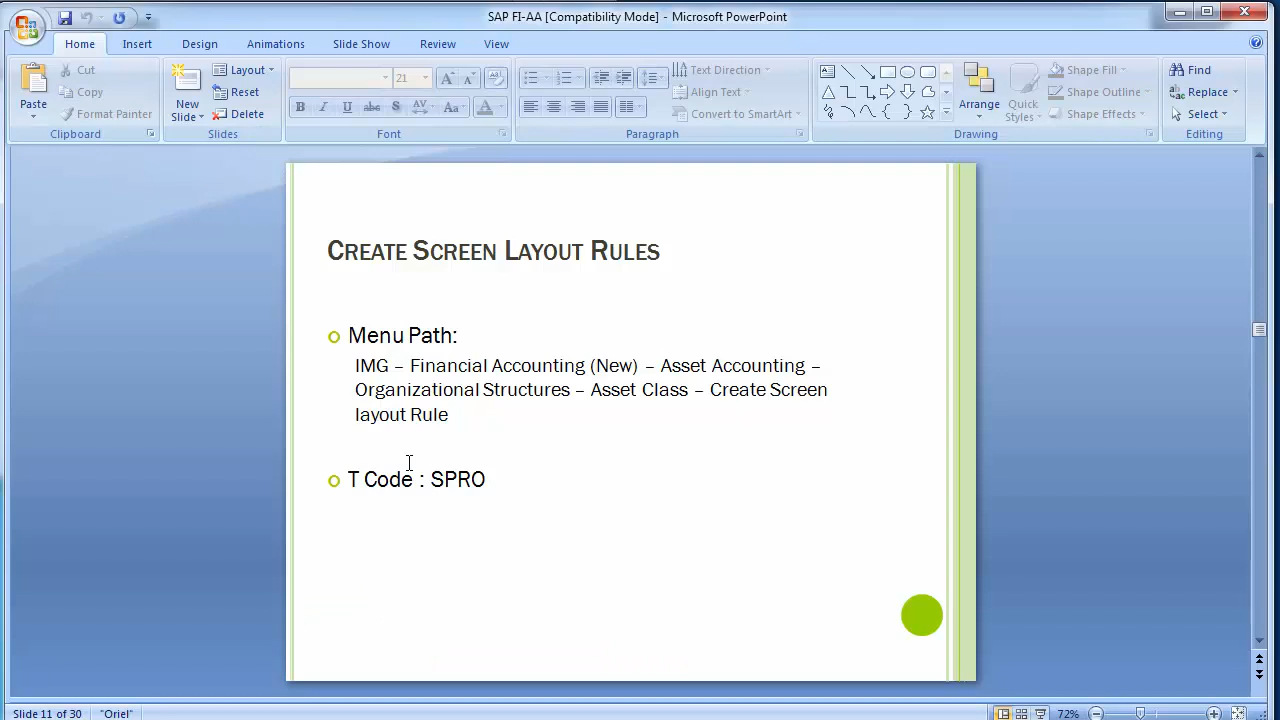 SAP FI-AA [Compatibility Mode] - Microsoft PowerPoint
Home Insert Design Slide Show Animations Review View
Paste
Cut
Copy
Format Painter
Clipboard
New Slide
Layout
Reset
Delete
Slides
21
B I U abc S AV Aa A
Font
Text Direction
Align Text
Convert to SmartArt
Paragraph
Arrange
Quick Styles
Shape Fill
Shape Outline
Shape Effects
Drawing
Find
Replace
Select
Editing
CREATE SCREEN LAYOUT RULES
Menu Path:
IMG – Financial Accounting (New) – Asset Accounting –
Organizational Structures – Asset Class – Create Screen
layout Rule
T Code : SPRO
Slide 11 of 30 "Oriel" 72%